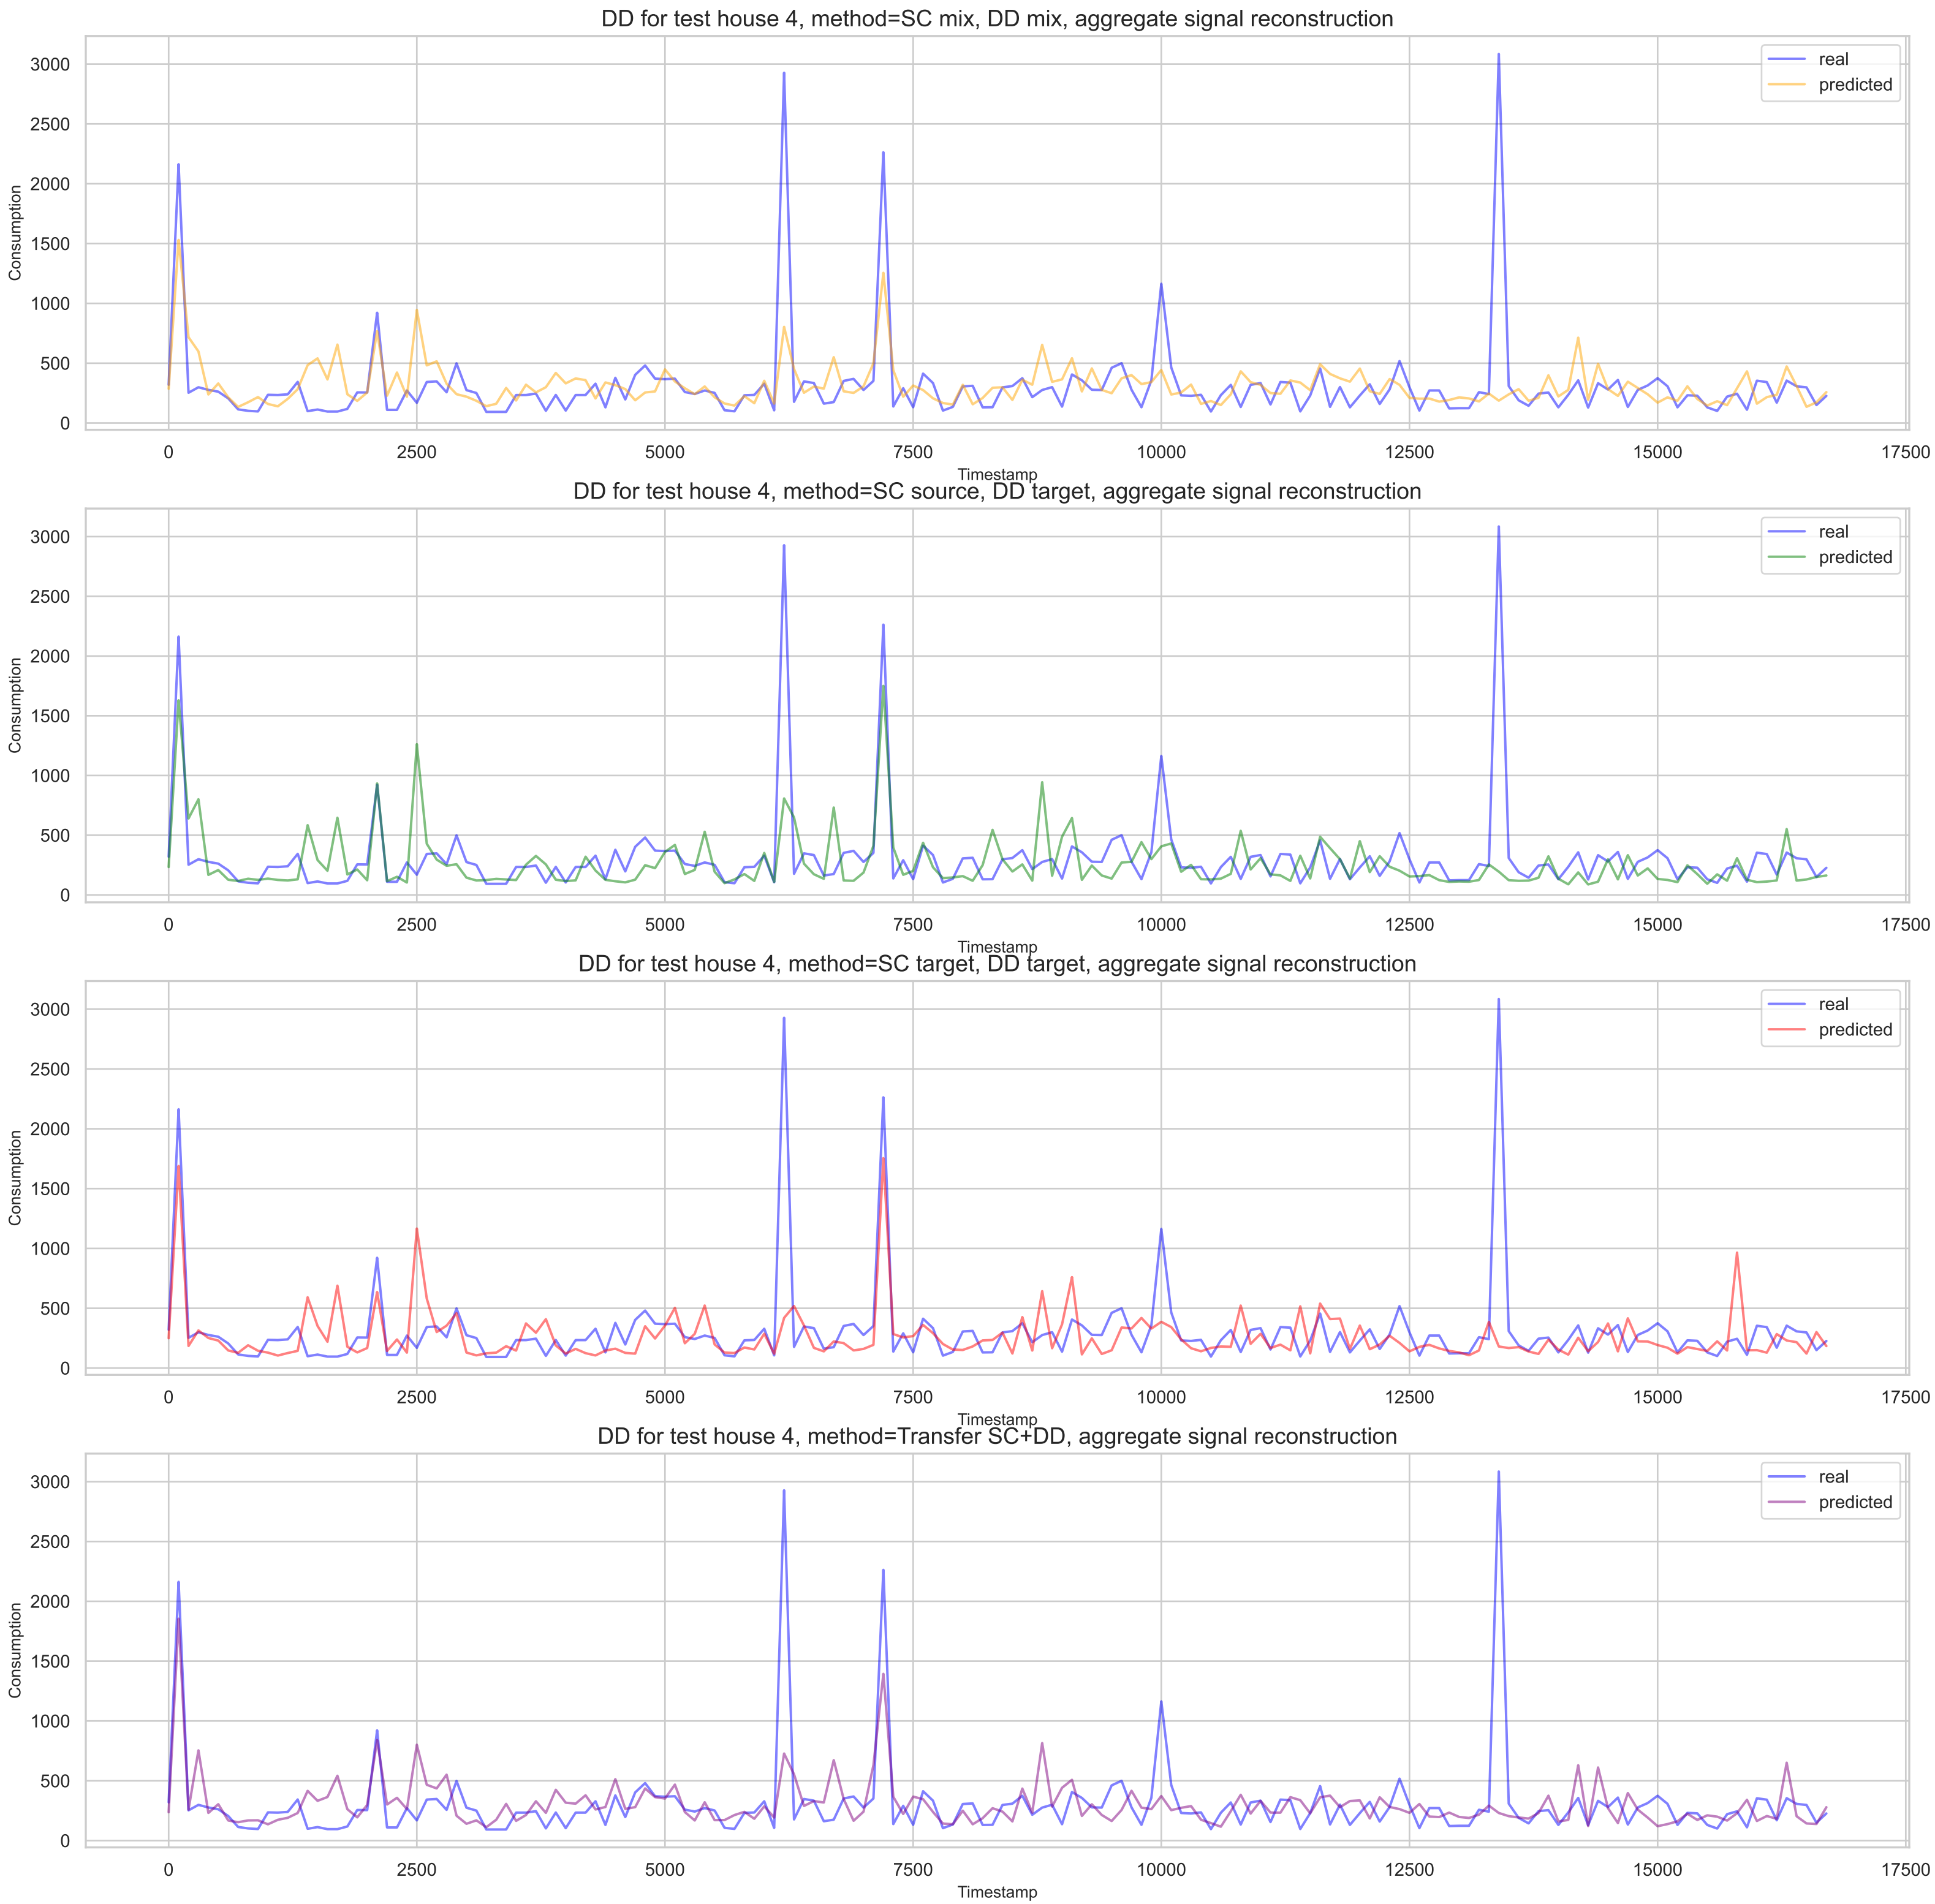 DD for test house 4, method=SC mix, DD mix, aggregate signal reconstruction
real
predicted
Consumption
3000
2500
2000
1500
1000
500
0
0 2500 5000 7500 10000 12500 15000 17500
Timestamp
DD for test house 4, method=SC source, DD target, aggregate signal reconstruction
real
predicted
Consumption
3000
2500
2000
1500
1000
500
0
0 2500 5000 7500 10000 12500 15000 17500
Timestamp
DD for test house 4, method=SC target, DD target, aggregate signal reconstruction
real
predicted
Consumption
3000
2500
2000
1500
1000
500
0
0 2500 5000 7500 10000 12500 15000 17500
Timestamp
DD for test house 4, method=Transfer SC+DD, aggregate signal reconstruction
real
predicted
Consumption
3000
2500
2000
1500
1000
500
0
0 2500 5000 7500 10000 12500 15000 17500
Timestamp